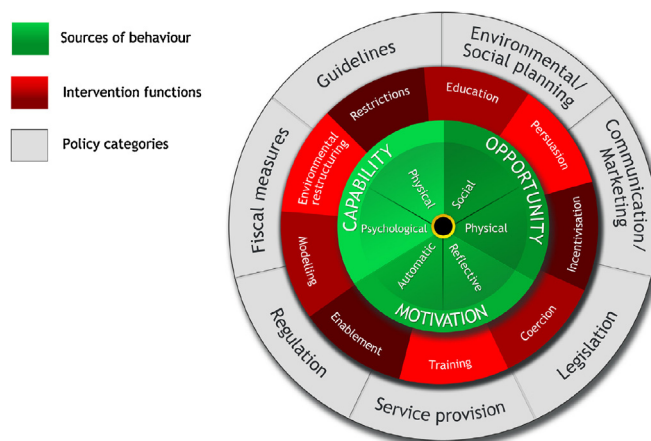 Sources of behaviour
Intervention functions
Policy categories
Guidelines
Environmental/
Social planning
Communication/
Marketing
Legislation
Service provision
Regulation
Fiscal measures
Restrictions
Education
Persuasion
Incentivisation
Coercion
Training
Enablement
Modelling
Environmental
restructuring
CAPABILITY
OPPORTUNITY
MOTIVATION
Physical
Social
Physical
Reflective
Automatic
Psychological